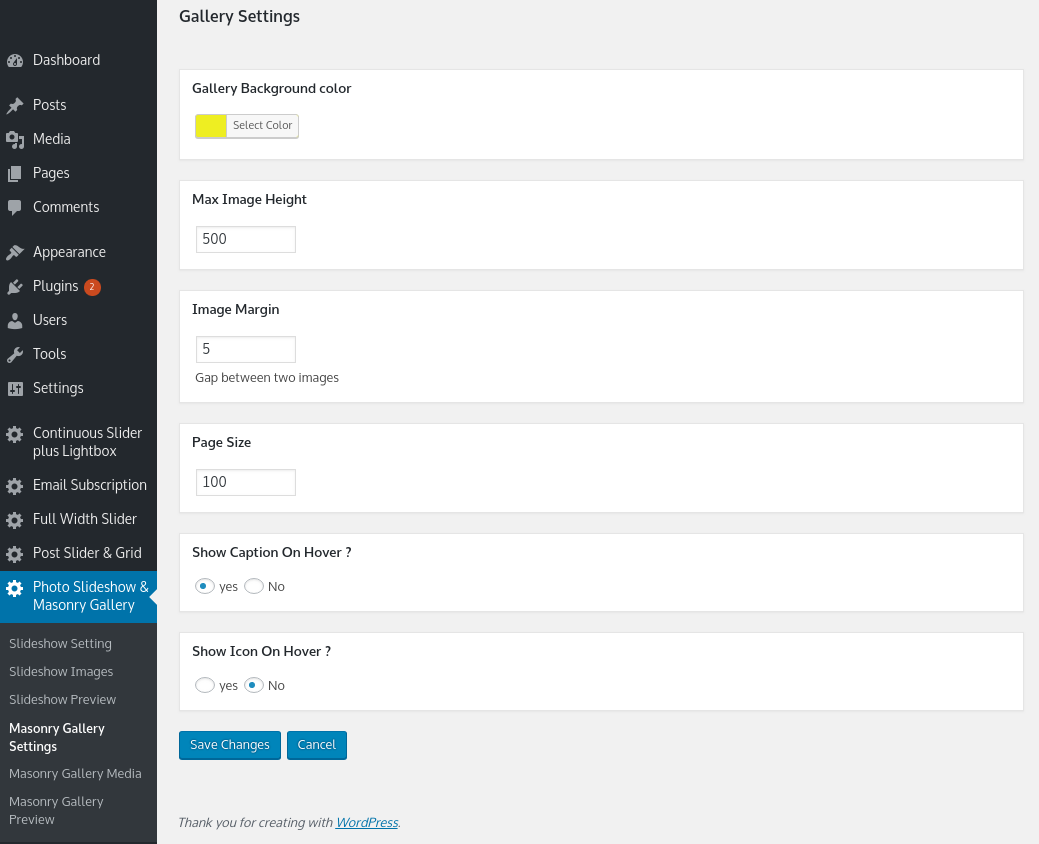 Gallery Settings
Dashboard
Posts
Media
Pages
Comments
Appearance
Plugins 2
Users
Tools
Settings
Continuous Slider
plus Lightbox
Email Subscription
Full Width Slider
Post Slider & Grid
Photo Slideshow &
Masonry Gallery
Slideshow Setting
Slideshow Images
Slideshow Preview
Masonry Gallery
Settings
Masonry Gallery Media
Masonry Gallery
Preview
Gallery Background color
Select Color
Max Image Height
500
Image Margin
5
Gap between two images
Page Size
100
Show Caption On Hover ?
yes No
Show Icon On Hover ?
yes No
Save Changes Cancel
Thank you for creating with WordPress.